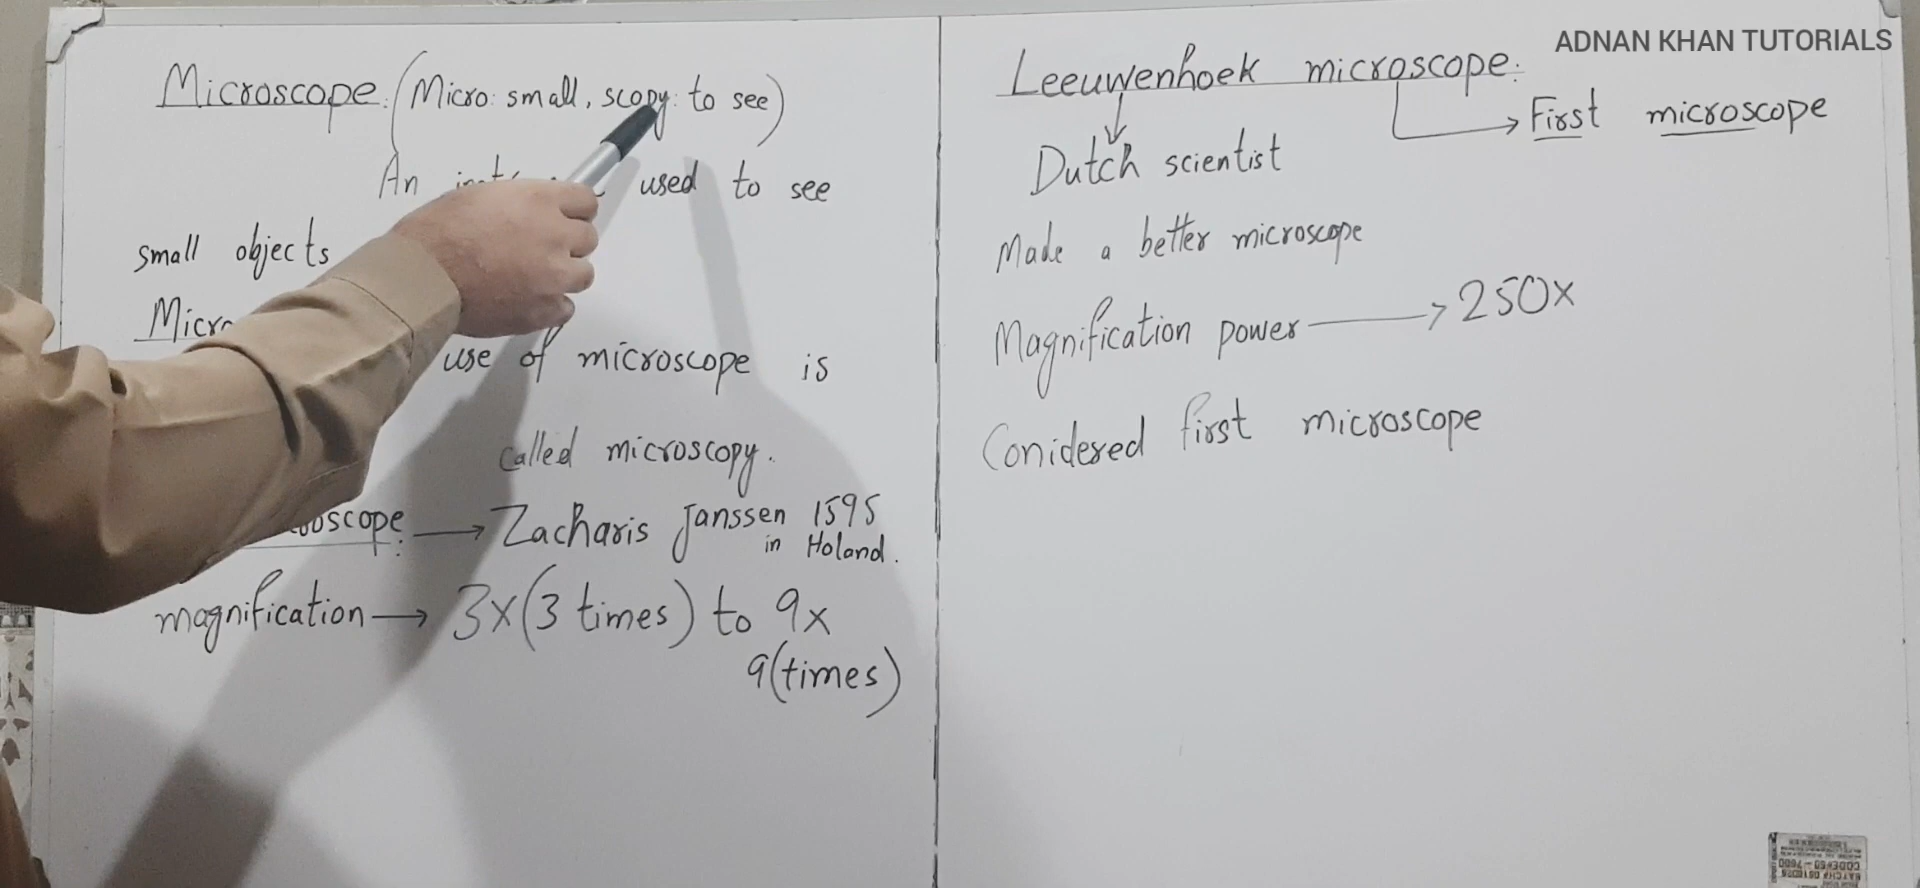 Microscope: (Micro: small, scopy: to see)
An used to see
small objects
use of microscope is
called microscopy.
Zacharis Janssen 1595
in Holand.
magnification → 3x (3 times) to 9x
9(times)
ADNAN KHAN TUTORIALS
Leeuwenhoek microscope:
→ First microscope
Dutch scientist
Made a better microscope
Magnification power → 250x
Conidered first microscope